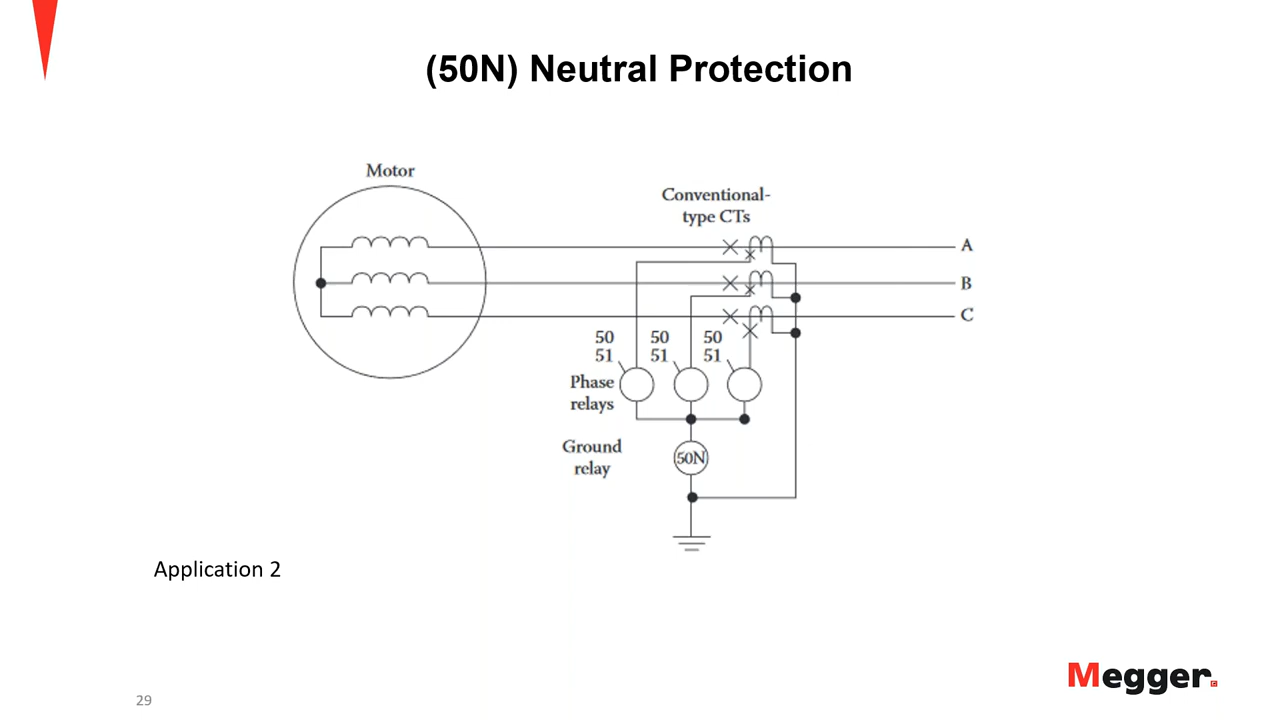 (50N) Neutral Protection
Motor
Conventional-
type CTs
A
B
C
50 50 50
51 51 51
Phase
relays
Ground
relay
50N
Application 2
Megger
29